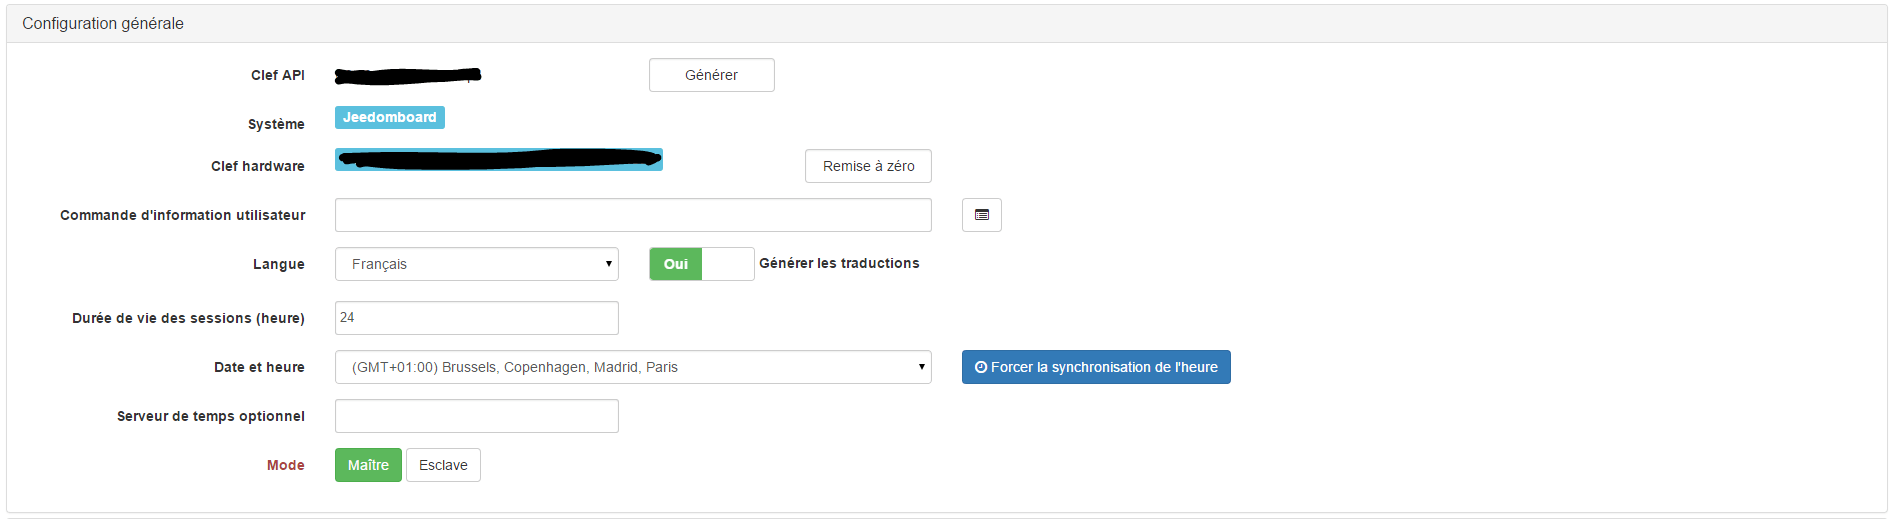 Configuration générale
Clef API Générer
Système Jeedomboard
Clef hardware Remise à zéro
Commande d'information utilisateur
Langue Français Oui Générer les traductions
Durée de vie des sessions (heure) 24
Date et heure (GMT+01:00) Brussels, Copenhagen, Madrid, Paris Forcer la synchronisation de l'heure
Serveur de temps optionnel
Mode Maître Esclave